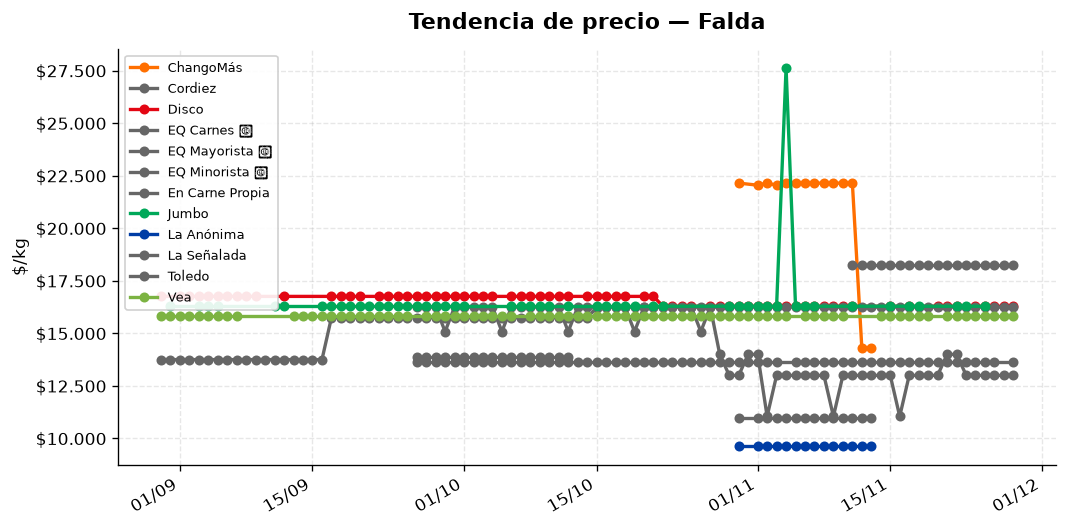 Tendencia de precio — Falda
$/kg
$27.500
$25.000
$22.500
$20.000
$17.500
$15.000
$12.500
$10.000
ChangoMás
Cordiez
Disco
EQ Carnes
EQ Mayorista
EQ Minorista
En Carne Propia
Jumbo
La Anónima
La Señalada
Toledo
Vea
01/09
15/09
01/10
15/10
01/11
15/11
01/12